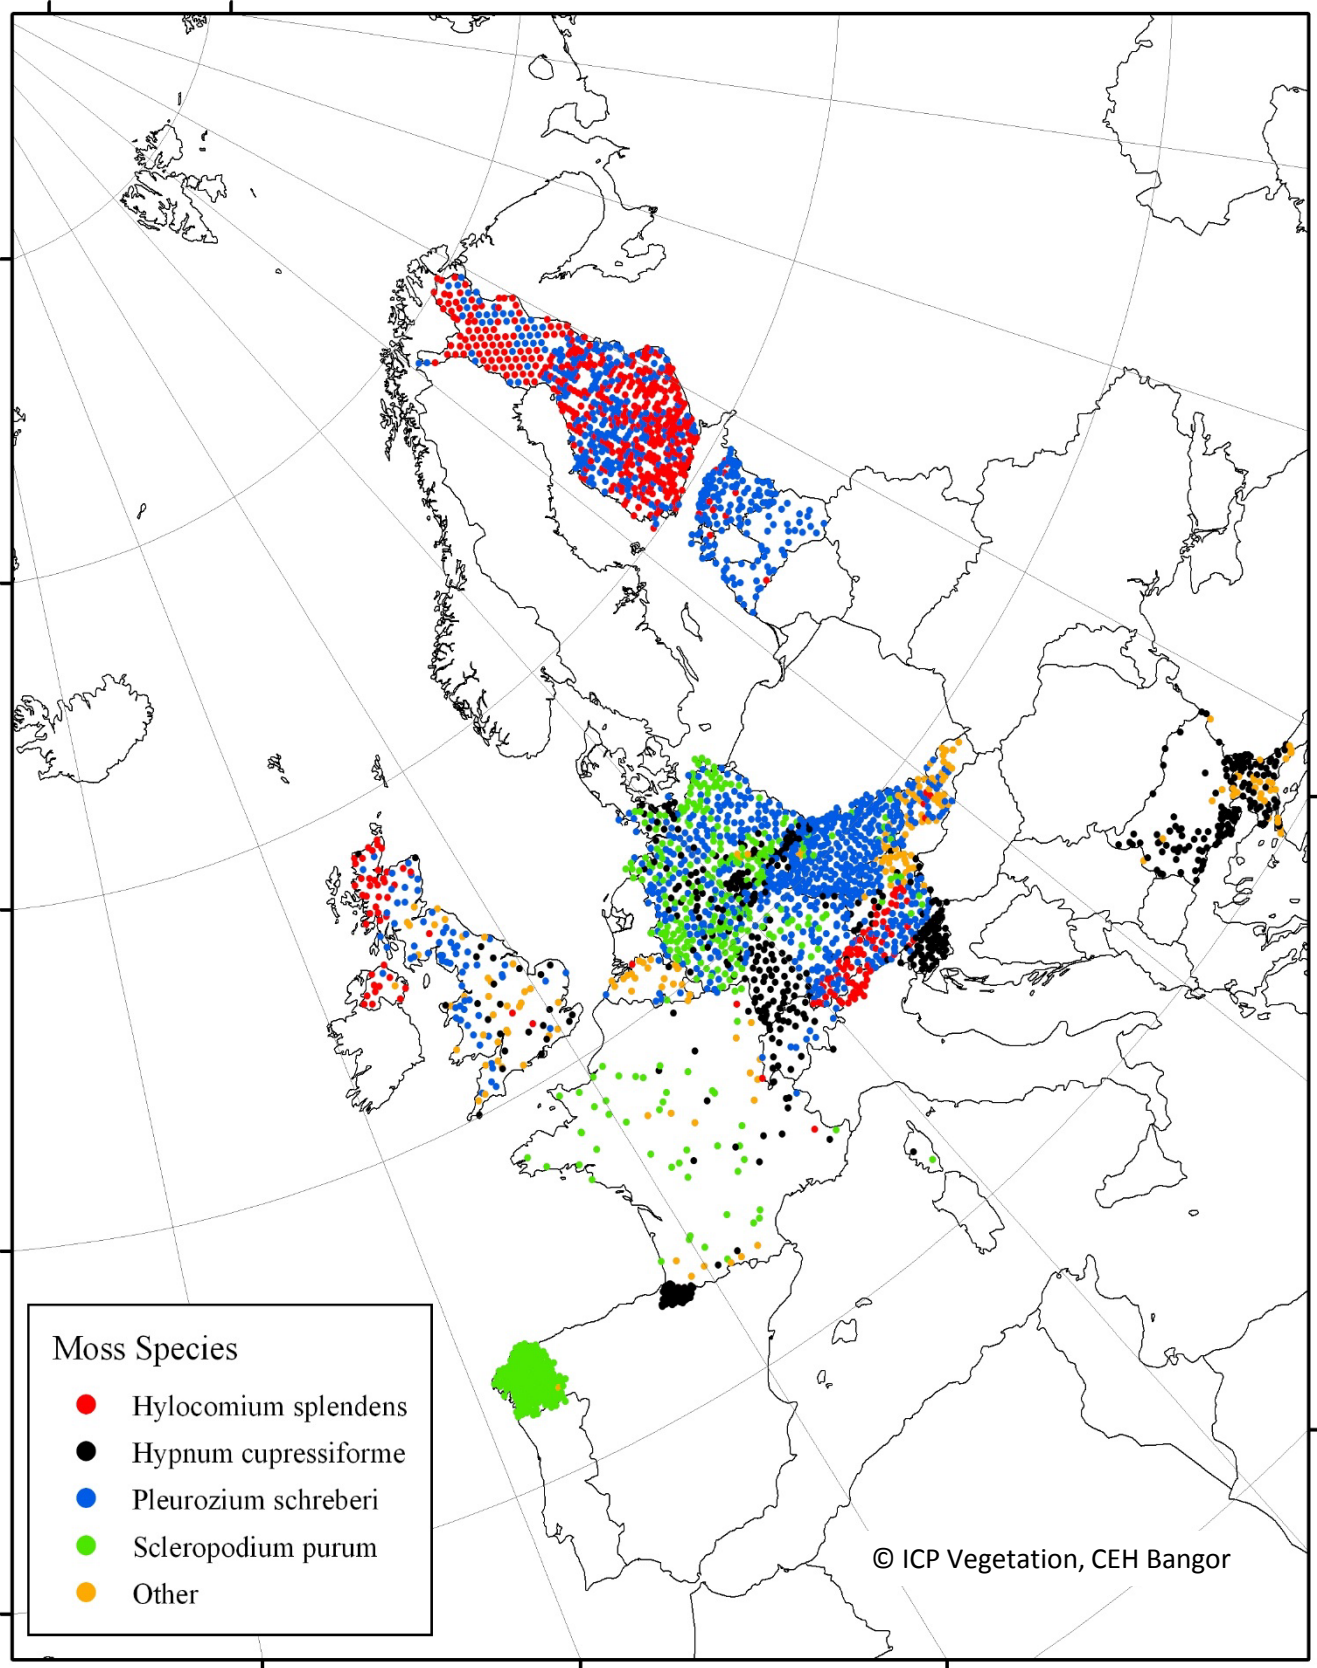 Moss Species
Hylocomium splendens
Hypnum cupressiforme
Pleurozium schreberi
Scleropodium purum
Other
© ICP Vegetation, CEH Bangor